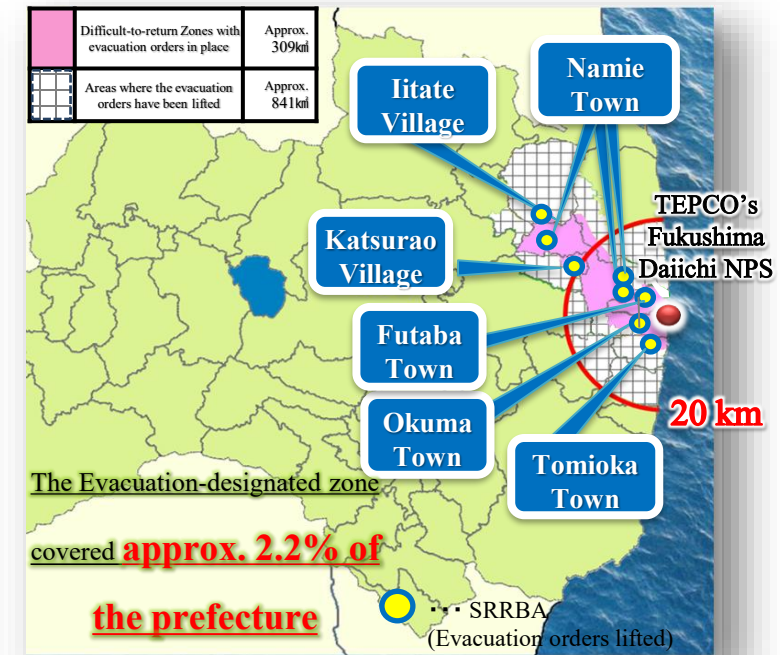 Difficult-to-return Zones with
evacuation orders in place
Approx.
309㎢
Areas where the evacuation
orders have been lifted
Approx.
841㎢
Iitate
Village
Namie
Town
TEPCO’s
Fukushima
Daiichi NPS
Katsurao
Village
Futaba
Town
20 km
Okuma
Town
Tomioka
Town
The Evacuation-designated zone
covered approx. 2.2% of
the prefecture
･･･ SRRBA
(Evacuation orders lifted)